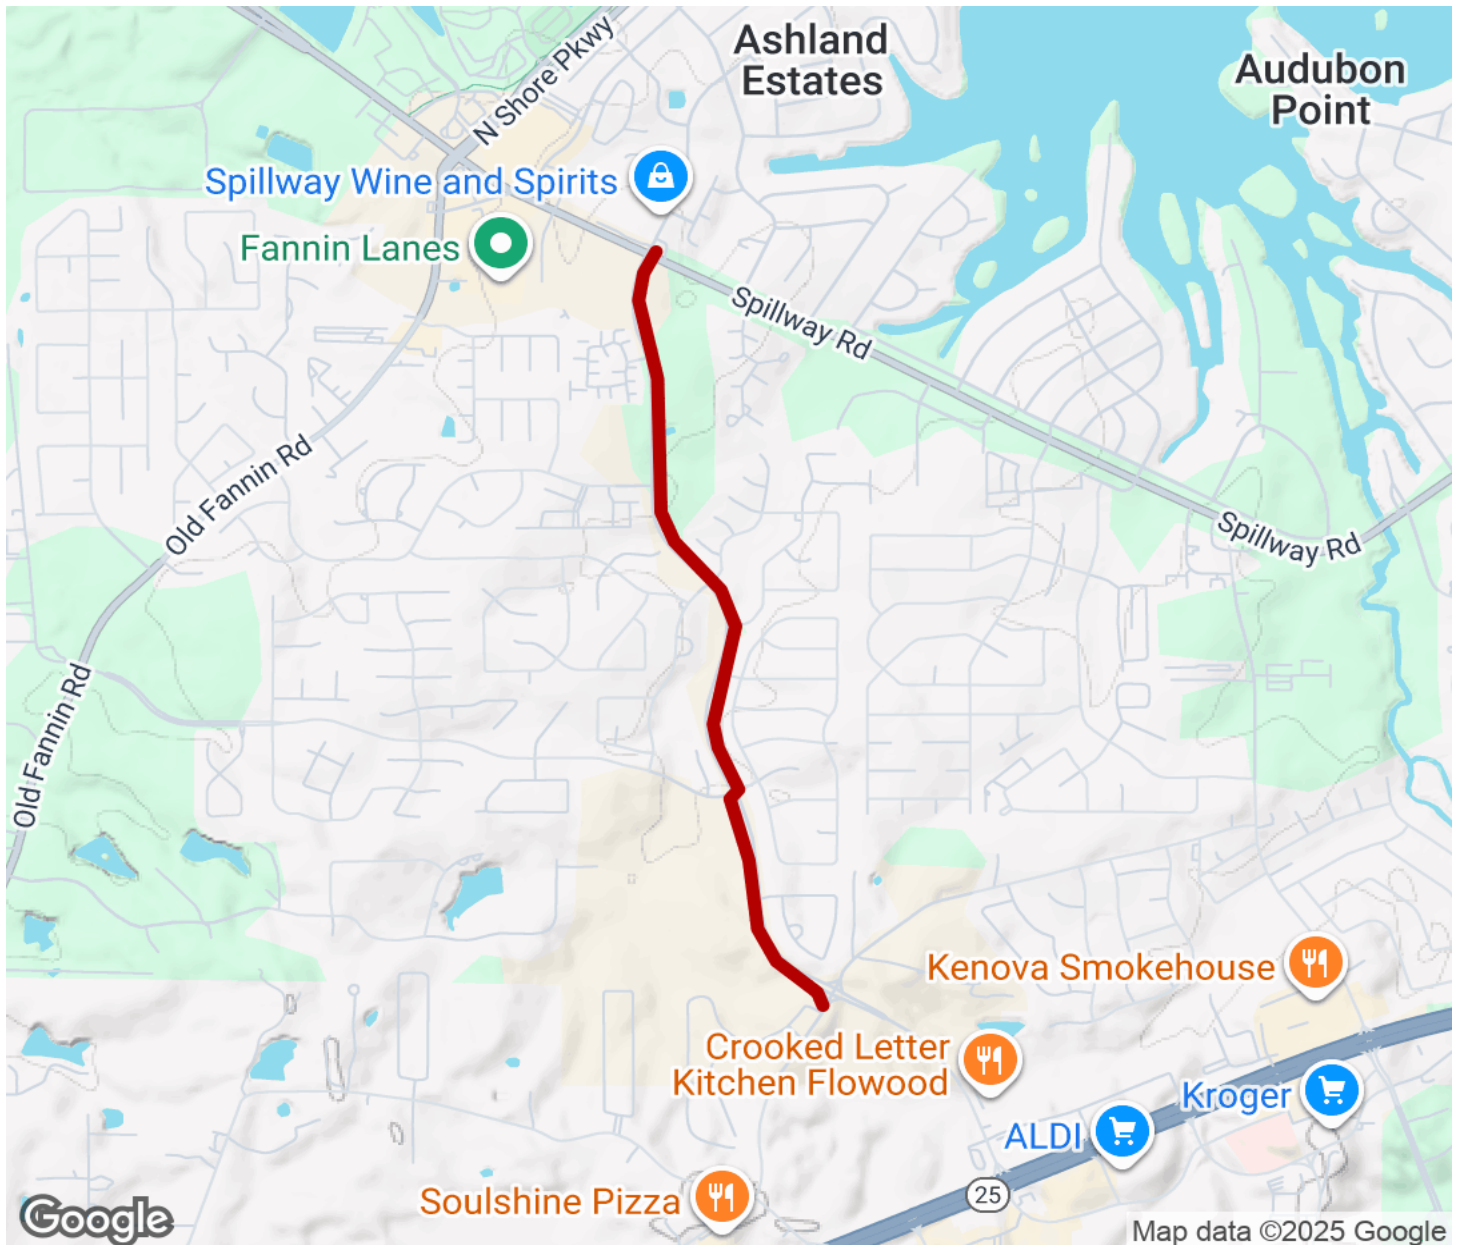 Ashland
Estates
Audubon
Point
N Shore Pkwy
Spillway Wine and Spirits
Fannin Lanes
Spillway Rd
Old Fannin Rd
Spillway Rd
Old Fannin Rd
Kenova Smokehouse
Crooked Letter
Kitchen Flowood
Kroger
ALDI
25
Soulshine Pizza
Google
Map data ©2025 Google